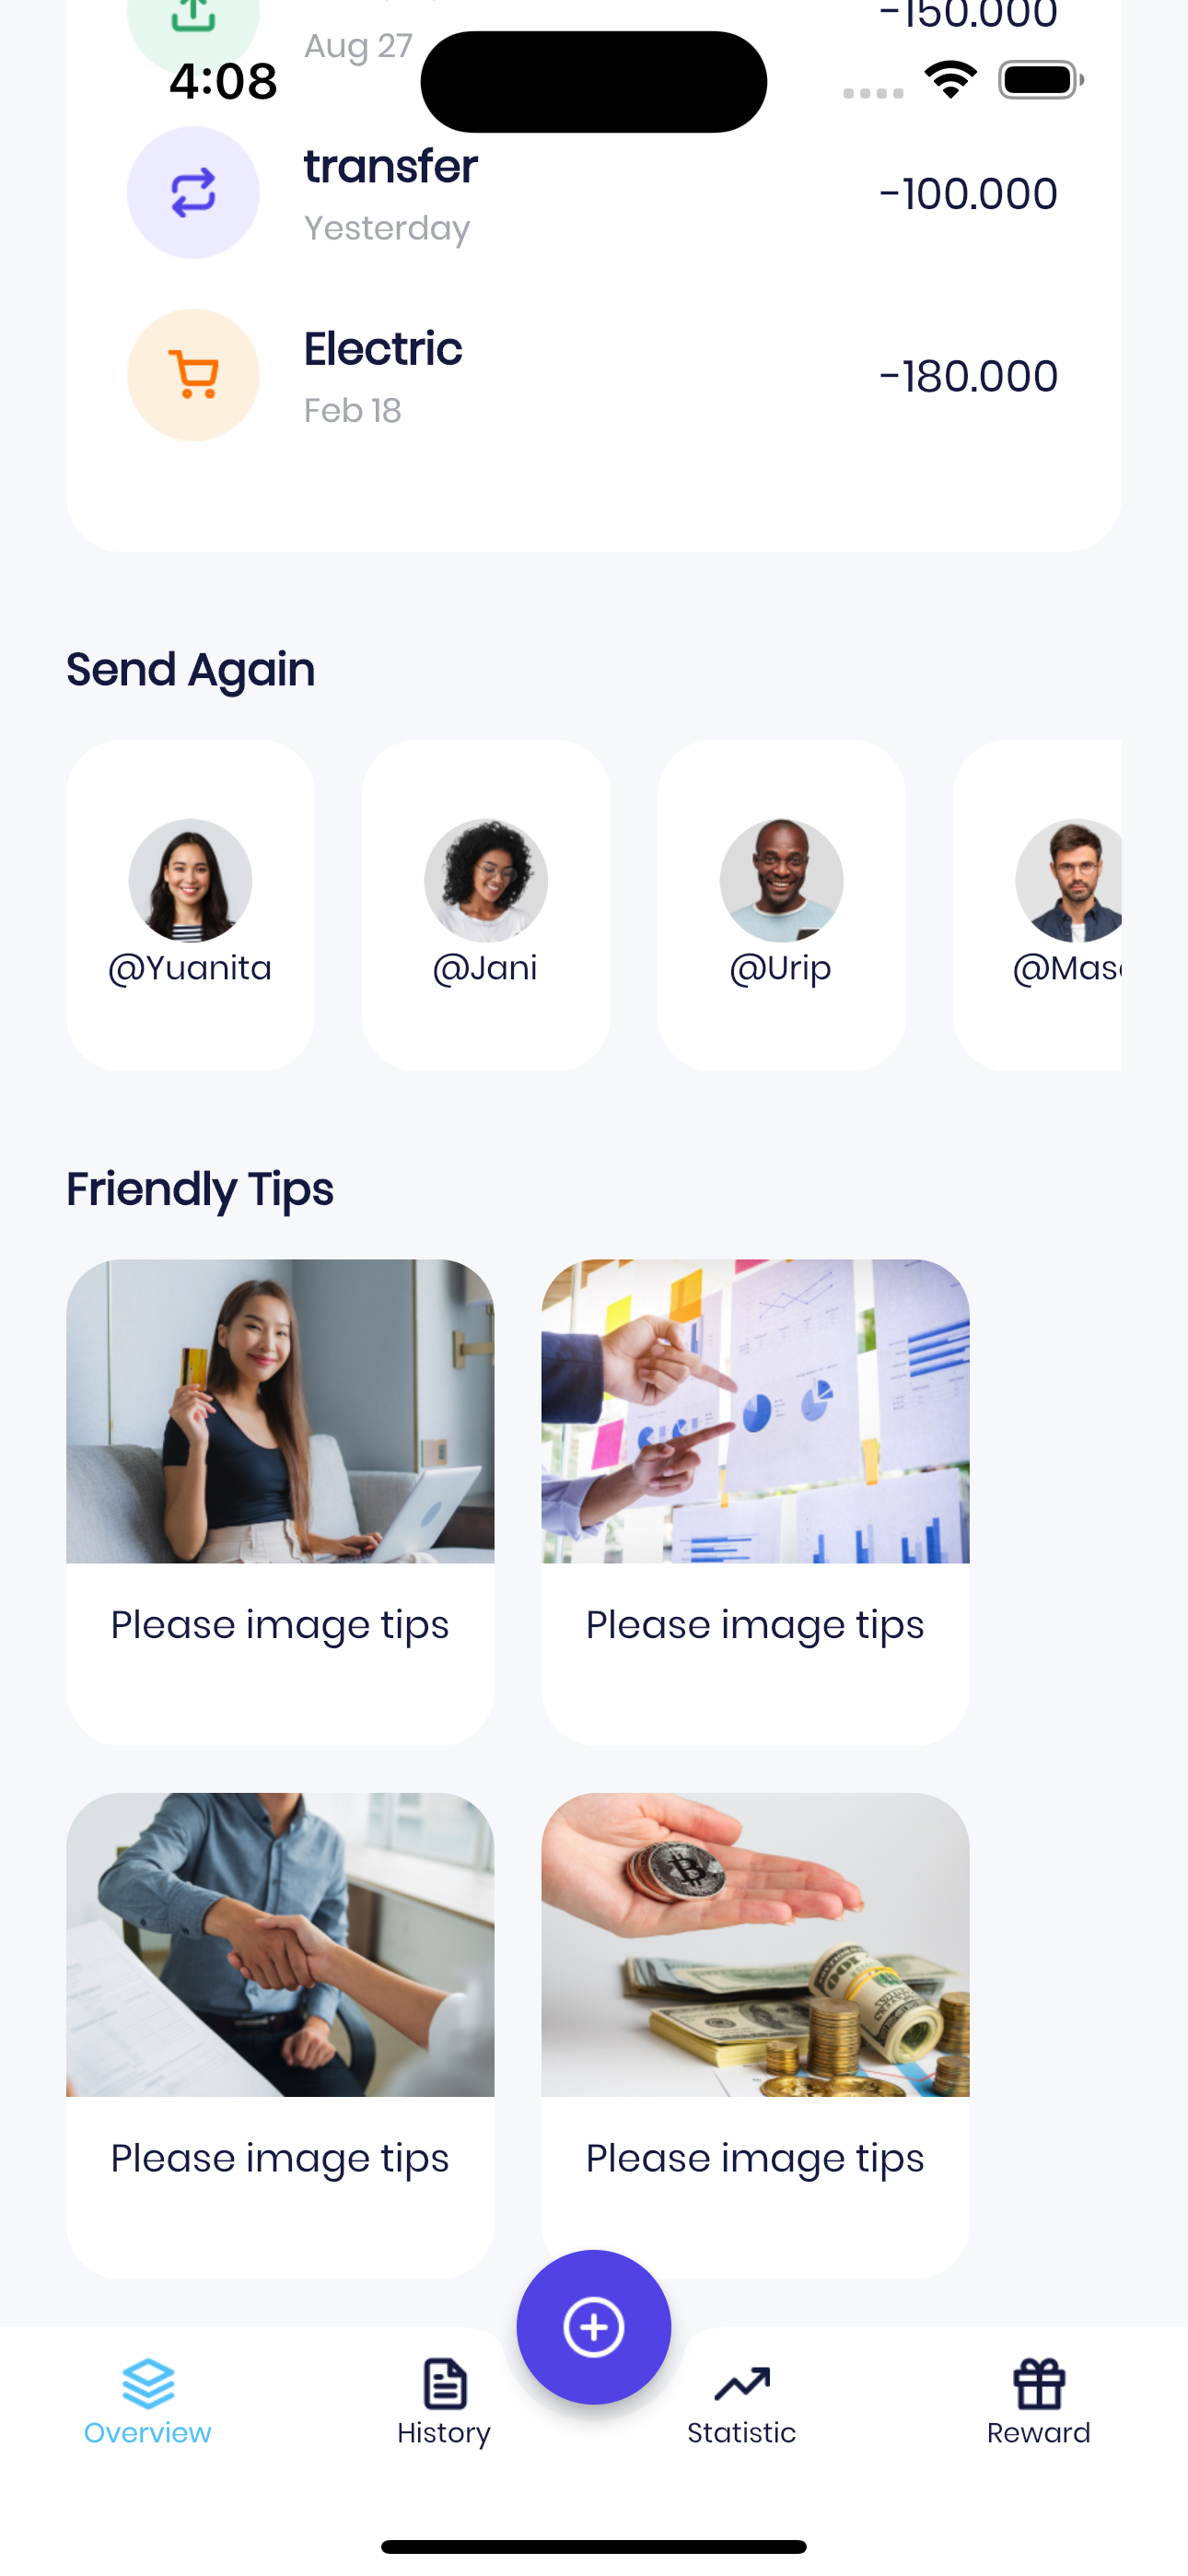 -150.000
Aug 27
4:08
transfer
-100.000
Yesterday
Electric
-180.000
Feb 18
Send Again
@Yuanita
@Jani
@Urip
Friendly Tips
Please image tips
Please image tips
Please image tips
Please image tips
Overview
History
Statistic
Reward